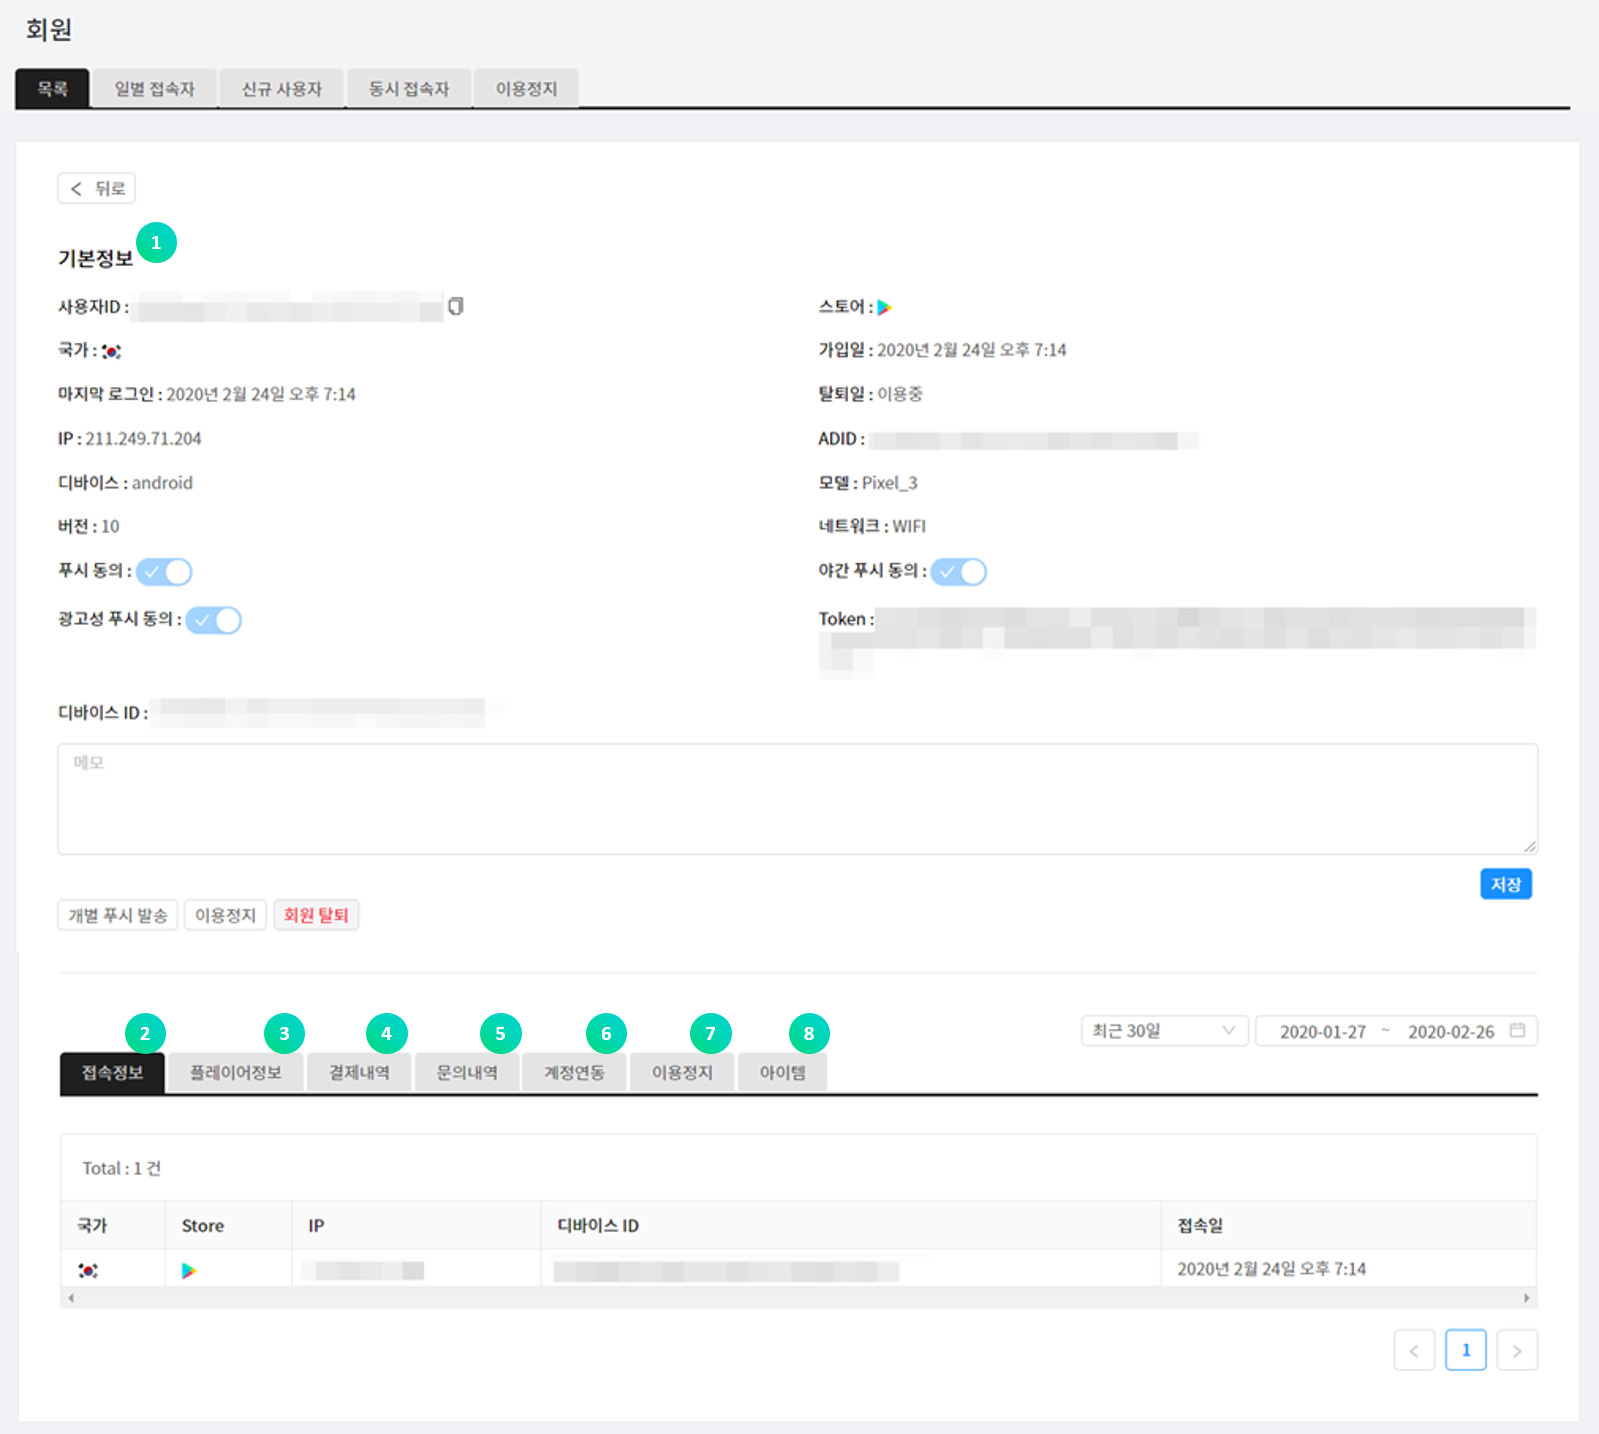 회원
목록 일별 접속자 신규 사용자 동시 접속자 이용정지
뒤로
기본정보 1
사용자ID : 스토어 :
국가 : 가입일 : 2020년 2월 24일 오후 7:14
마지막 로그인 : 2020년 2월 24일 오후 7:14 탈퇴일 : 이용중
IP : 211.249.71.204 ADID :
디바이스 : android 모델 : Pixel_3
버전 : 10 네트워크 : WIFI
푸시 동의 : 야간 푸시 동의 :
광고성 푸시 동의 : Token :
디바이스 ID :
메모
저장
개별 푸시 발송 이용정지 회원 탈퇴
2 3 4 5 6 7 8
최근 30일 2020-01-27 ~ 2020-02-26
접속정보 플레이어정보 결제내역 문의내역 계정연동 이용정지 아이템
Total : 1 건
국가 Store IP 디바이스 ID 접속일
2020년 2월 24일 오후 7:14
< 1 >